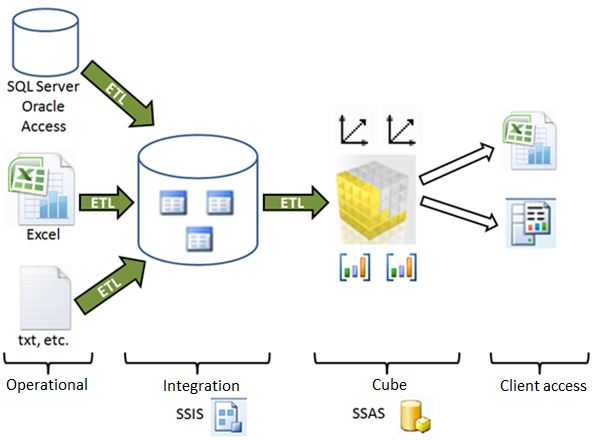 SQL Server
Oracle
Access
ETL
Excel
ETL
ETL
txt, etc.
ETL
Operational
Integration
Cube
Client access
SSIS
SSAS